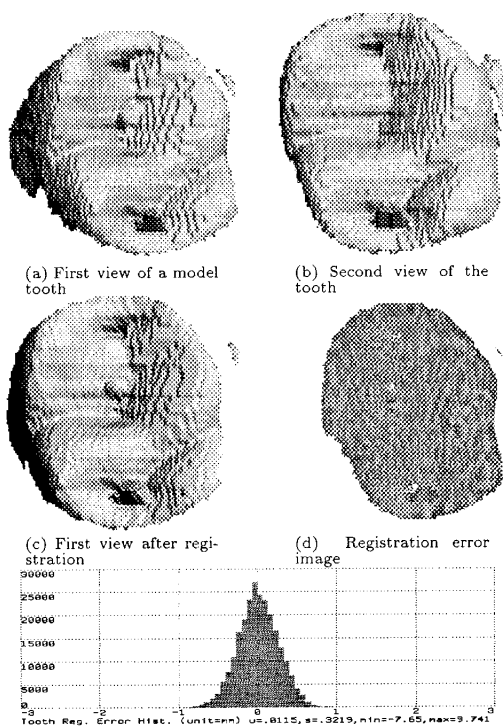 (a) First view of a model
tooth
(b) Second view of the
tooth
(c) First view after regi-
stration
(d) Registration error
image
30000
25000
20000
15000
10000
5000
0
-3 -2 -1 0 1 2 3
Tooth Reg. Error Hist. (unit=mm) u=.0115,s=.3219,min=-7.65,max=9.741